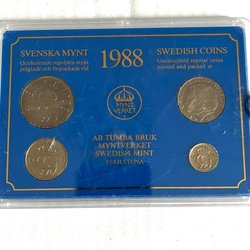 SVENSKA MYNT
1988
SWEDISH COINS
Ocirkulerade reguljära mynt
präglade och förpackade vid
Uncirculated regular coins
minted and packed at
MYNT
VERKET
AB TUMBA BRUK
MYNTVERKET
SWEDISH MINT
ESKILSTUNA